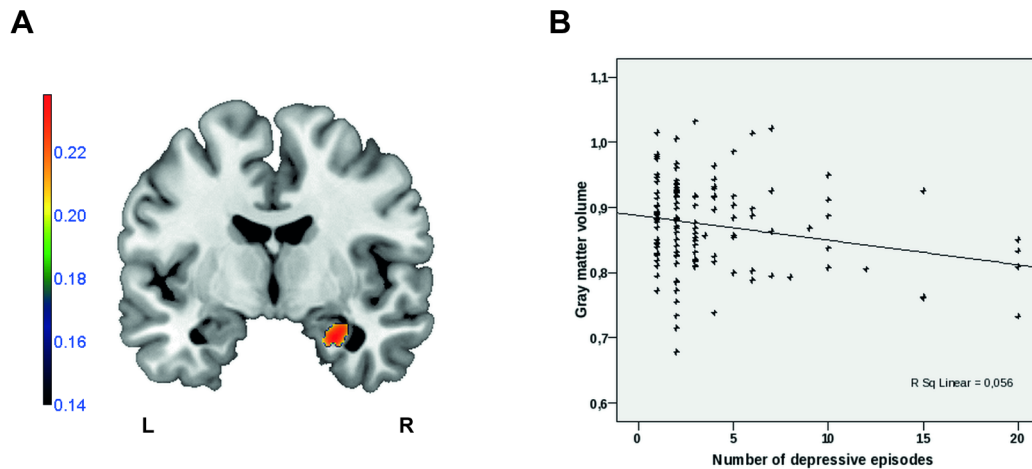 A
0.22
0.20
0.18
0.16
0.14
L
R
B
Gray matter volume
1,1
1,0
0,9
0,8
0,7
0,6
R Sq Linear = 0,056
0
5
10
15
20
Number of depressive episodes